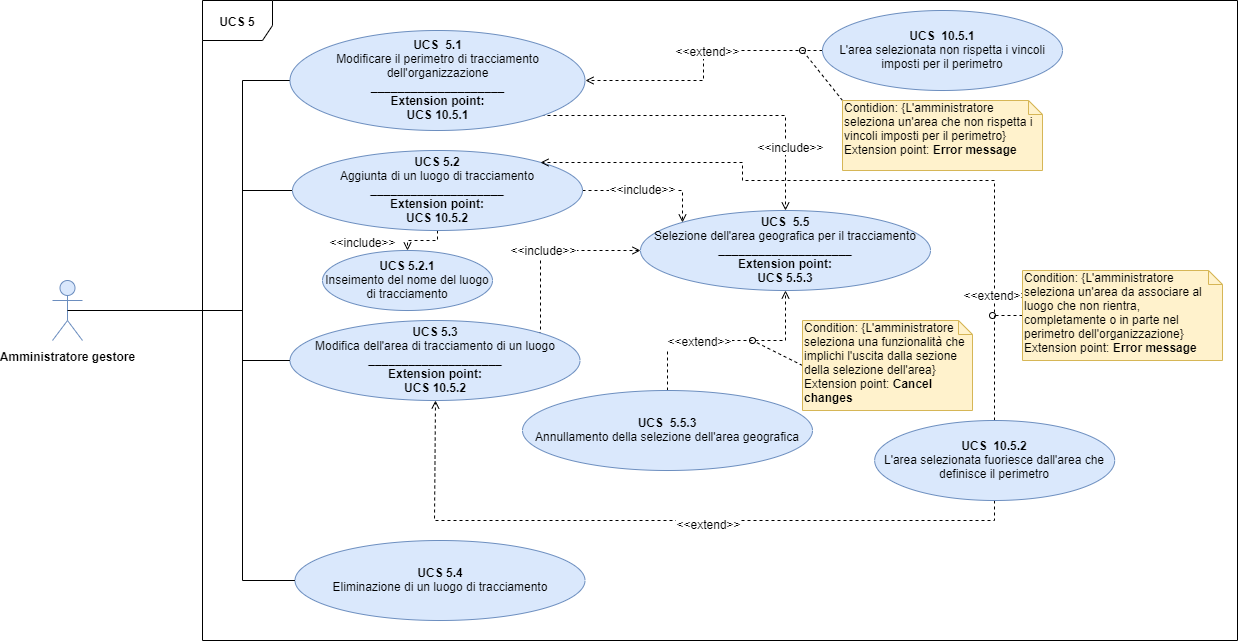 UCS 5
UCS 5.1
Modificare il perimetro di tracciamento
dell'organizzazione
____________________
Extension point:
UCS 10.5.1
<<extend>>
UCS 10.5.1
L'area selezionata non rispetta i vincoli
imposti per il perimetro
Contidion: {L'amministratore
seleziona un'area che non rispetta i
vincoli imposti per il perimetro}
Extension point: Error message
<<include>>
UCS 5.2
Aggiunta di un luogo di tracciamento
____________________
Extension point:
UCS 10.5.2
<<include>>
<<include>>
UCS 5.2.1
Inseimento del nome del luogo
di tracciamento
<<include>>
UCS 5.5
Selezione dell'area geografica per il tracciamento
____________________
Extension point:
UCS 5.5.3
<<extend>>
Condition: {L'amministratore
seleziona un'area da associare al
luogo che non rientra,
completamente o in parte nel
perimetro dell'organizzazione}
Extension point: Error message
Amministratore gestore
UCS 5.3
Modifica dell'area di tracciamento di un luogo
____________________
Extension point:
UCS 10.5.2
<<extend>>
Condition: {L'amministratore
seleziona una funzionalità che
implichi l'uscita dalla sezione
della selezione dell'area}
Extension point: Cancel
changes
UCS 5.5.3
Annullamento della selezione dell'area geografica
UCS 10.5.2
L'area selezionata fuoriesce dall'area che
definisce il perimetro
<<extend>>
UCS 5.4
Eliminazione di un luogo di tracciamento